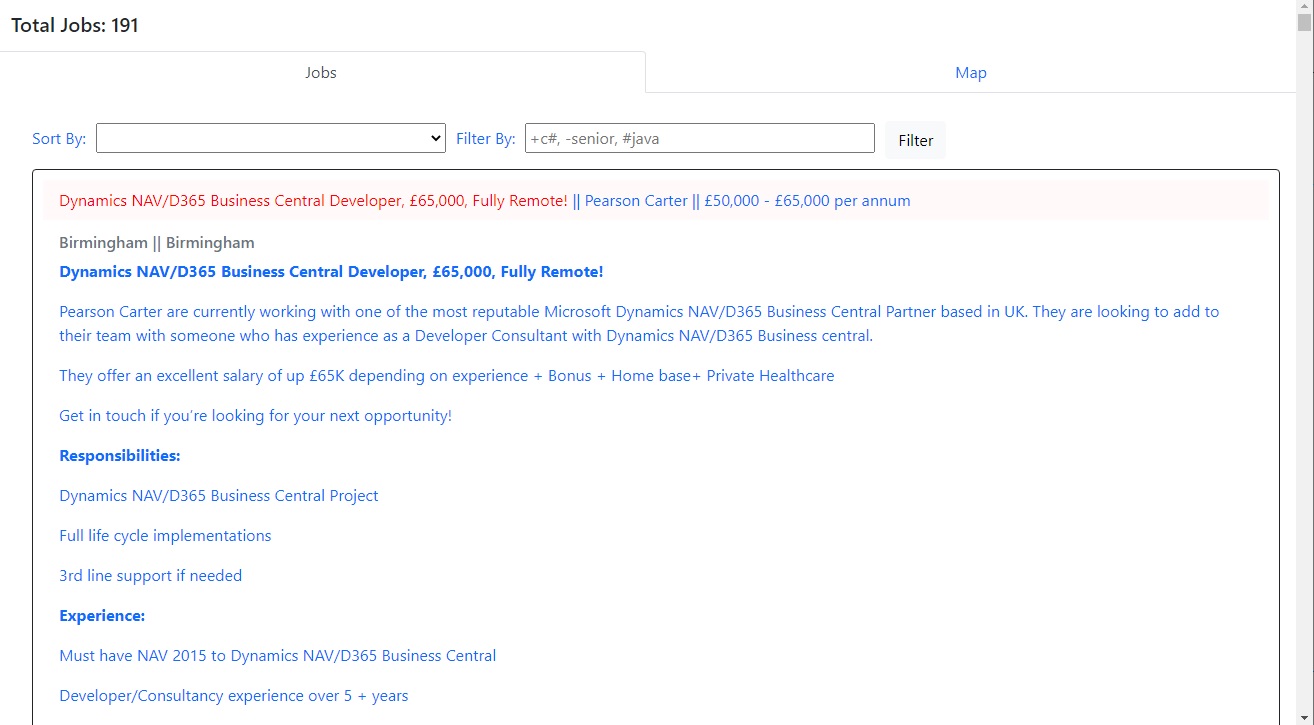 Total Jobs: 191
Jobs
Map
Sort By:
Filter By:
+c#, -senior, #java
Filter
Dynamics NAV/D365 Business Central Developer, £65,000, Fully Remote! || Pearson Carter || £50,000 - £65,000 per annum
Birmingham || Birmingham
Dynamics NAV/D365 Business Central Developer, £65,000, Fully Remote!
Pearson Carter are currently working with one of the most reputable Microsoft Dynamics NAV/D365 Business Central Partner based in UK. They are looking to add to
their team with someone who has experience as a Developer Consultant with Dynamics NAV/D365 Business central.
They offer an excellent salary of up £65K depending on experience + Bonus + Home base+ Private Healthcare
Get in touch if you're looking for your next opportunity!
Responsibilities:
Dynamics NAV/D365 Business Central Project
Full life cycle implementations
3rd line support if needed
Experience:
Must have NAV 2015 to Dynamics NAV/D365 Business Central
Developer/Consultancy experience over 5 + years